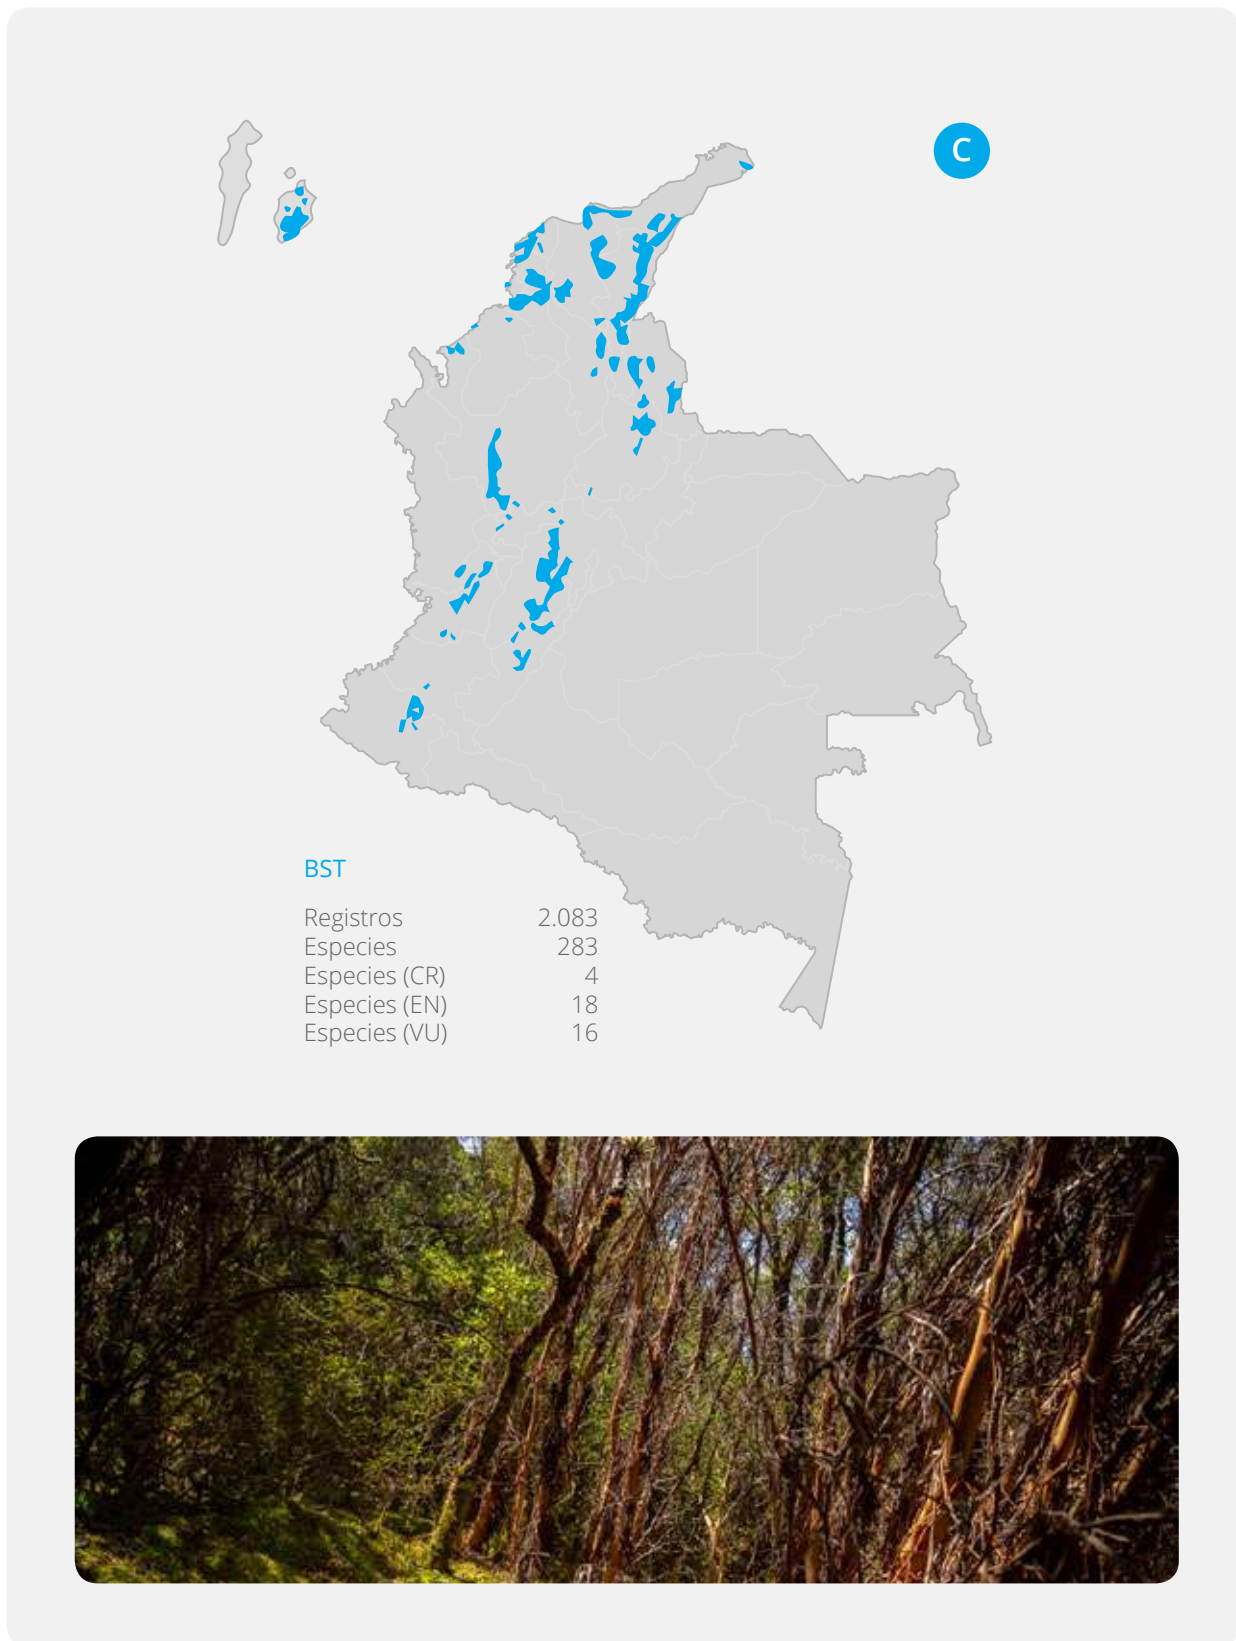 C
BST
Registros 2.083
Especies 283
Especies (CR) 4
Especies (EN) 18
Especies (VU) 16